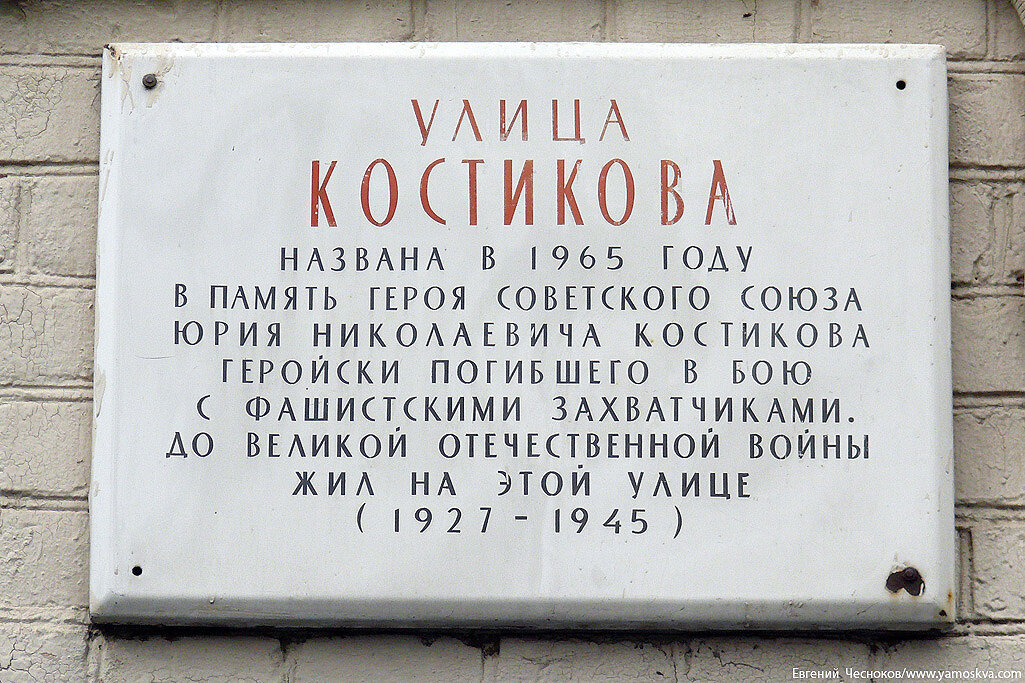 УЛИЦА
КОСТИКОВА
НАЗВАНА В 1965 ГОДУ
В ПАМЯТЬ ГЕРОЯ СОВЕТСКОГО СОЮЗА
ЮРИЯ НИКОЛАЕВИЧА КОСТИКОВА
ГЕРОЙСКИ ПОГИБШЕГО В БОЮ
С ФАШИСТСКИМИ ЗАХВАТЧИКАМИ.
ДО ВЕЛИКОЙ ОТЕЧЕСТВЕННОЙ ВОЙНЫ
ЖИЛ НА ЭТОЙ УЛИЦЕ
(1927 - 1945)
Евгений Чесноков/www.yamoskva.com